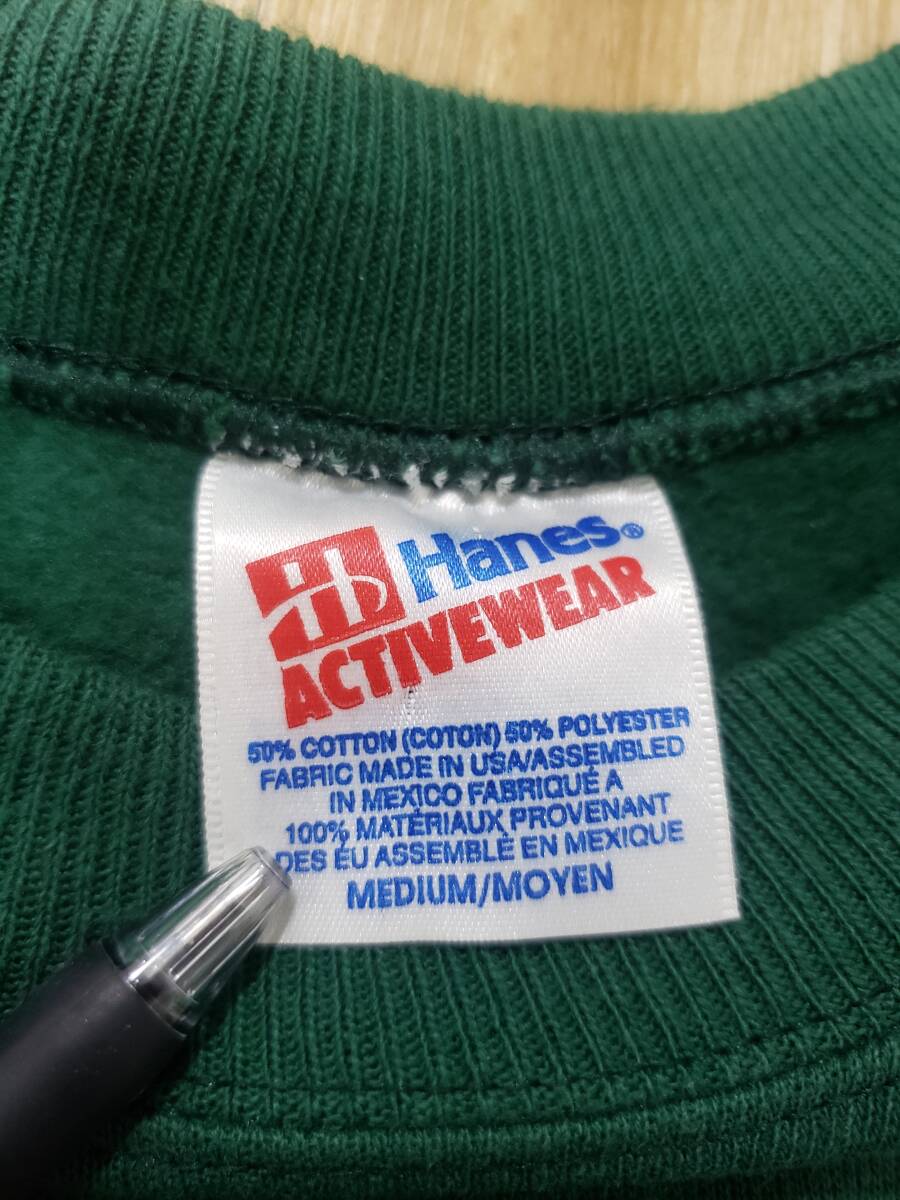 Hanes®
ACTIVEWEAR
50% COTTON (COTON) 50% POLYESTER
FABRIC MADE IN USA/ASSEMBLED
IN MEXICO FABRIQUÉ A
100% MATÉRIAUX PROVENANT
DES ÉU ASSEMBLÉ EN MEXIQUE
MEDIUM/MOYEN